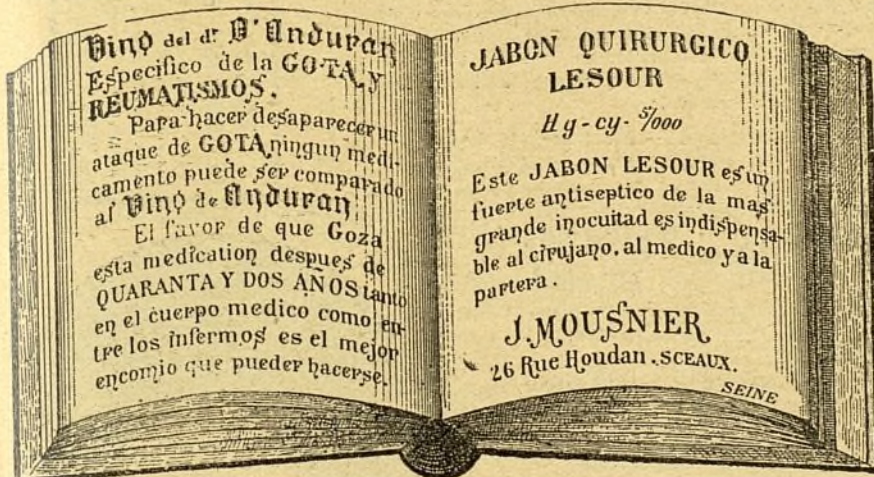 Vino del dr D'Anduran
Especifico de la GOTA y
REUMATISMOS.
Para hacer desaparecer un
ataque de GOTA ningun medi-
camento puede ser comparado
al Vino de Anduran
El favor de que Goza
esta medication despues de
QUARANTA Y DOS AÑOS tanto
en el cuerpo medico como en-
tre los infermos es el mejor
encomio que pueder hacerse.
JABON QUIRURGICO
LESOUR
Hg-cy- 5/000
Este JABON LESOUR es un
fuerte antiseptico de la mas
grande inocuitad es indispensa-
ble al cirujano. al medico y a la
partera.
J. MOUSNIER
26 Rue Houdan. SCEAUX.
SEINE